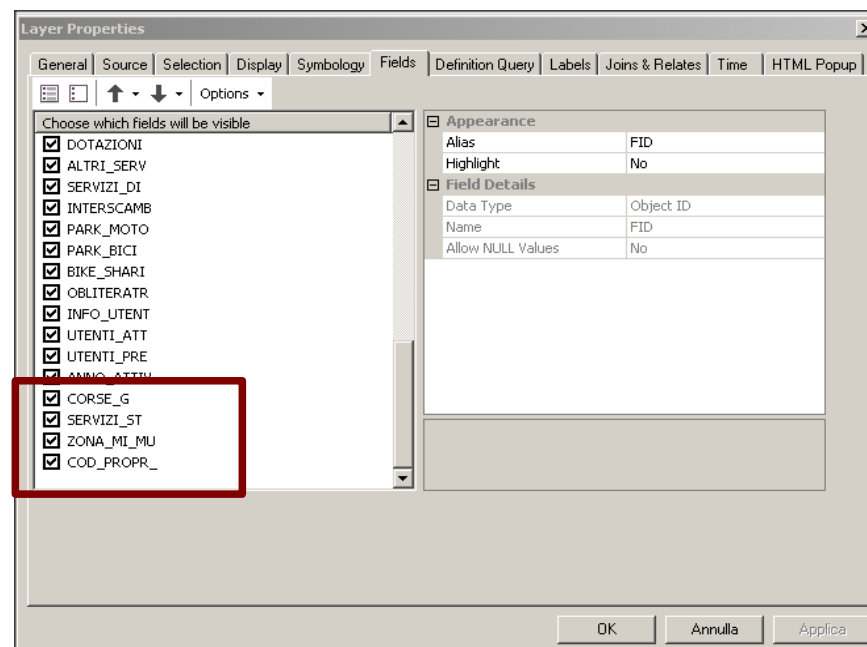 Layer Properties
General Source Selection Display Symbology Fields Definition Query Labels Joins & Relates Time HTML Popup
Options
Choose which fields will be visible
DOTAZIONI
ALTRI_SERV
SERVIZI_DI
INTERSCAMB
PARK_MOTO
PARK_BICI
BIKE_SHARI
OBLITERATR
INFO_UTENT
UTENTI_ATT
UTENTI_PRE
ANNO_ATTIV
CORSE_G
SERVIZI_ST
ZONA_MI_MU
COD_PROPR_
Appearance
Alias FID
Highlight No
Field Details
Data Type Object ID
Name FID
Allow NULL Values No
OK Annulla Applica